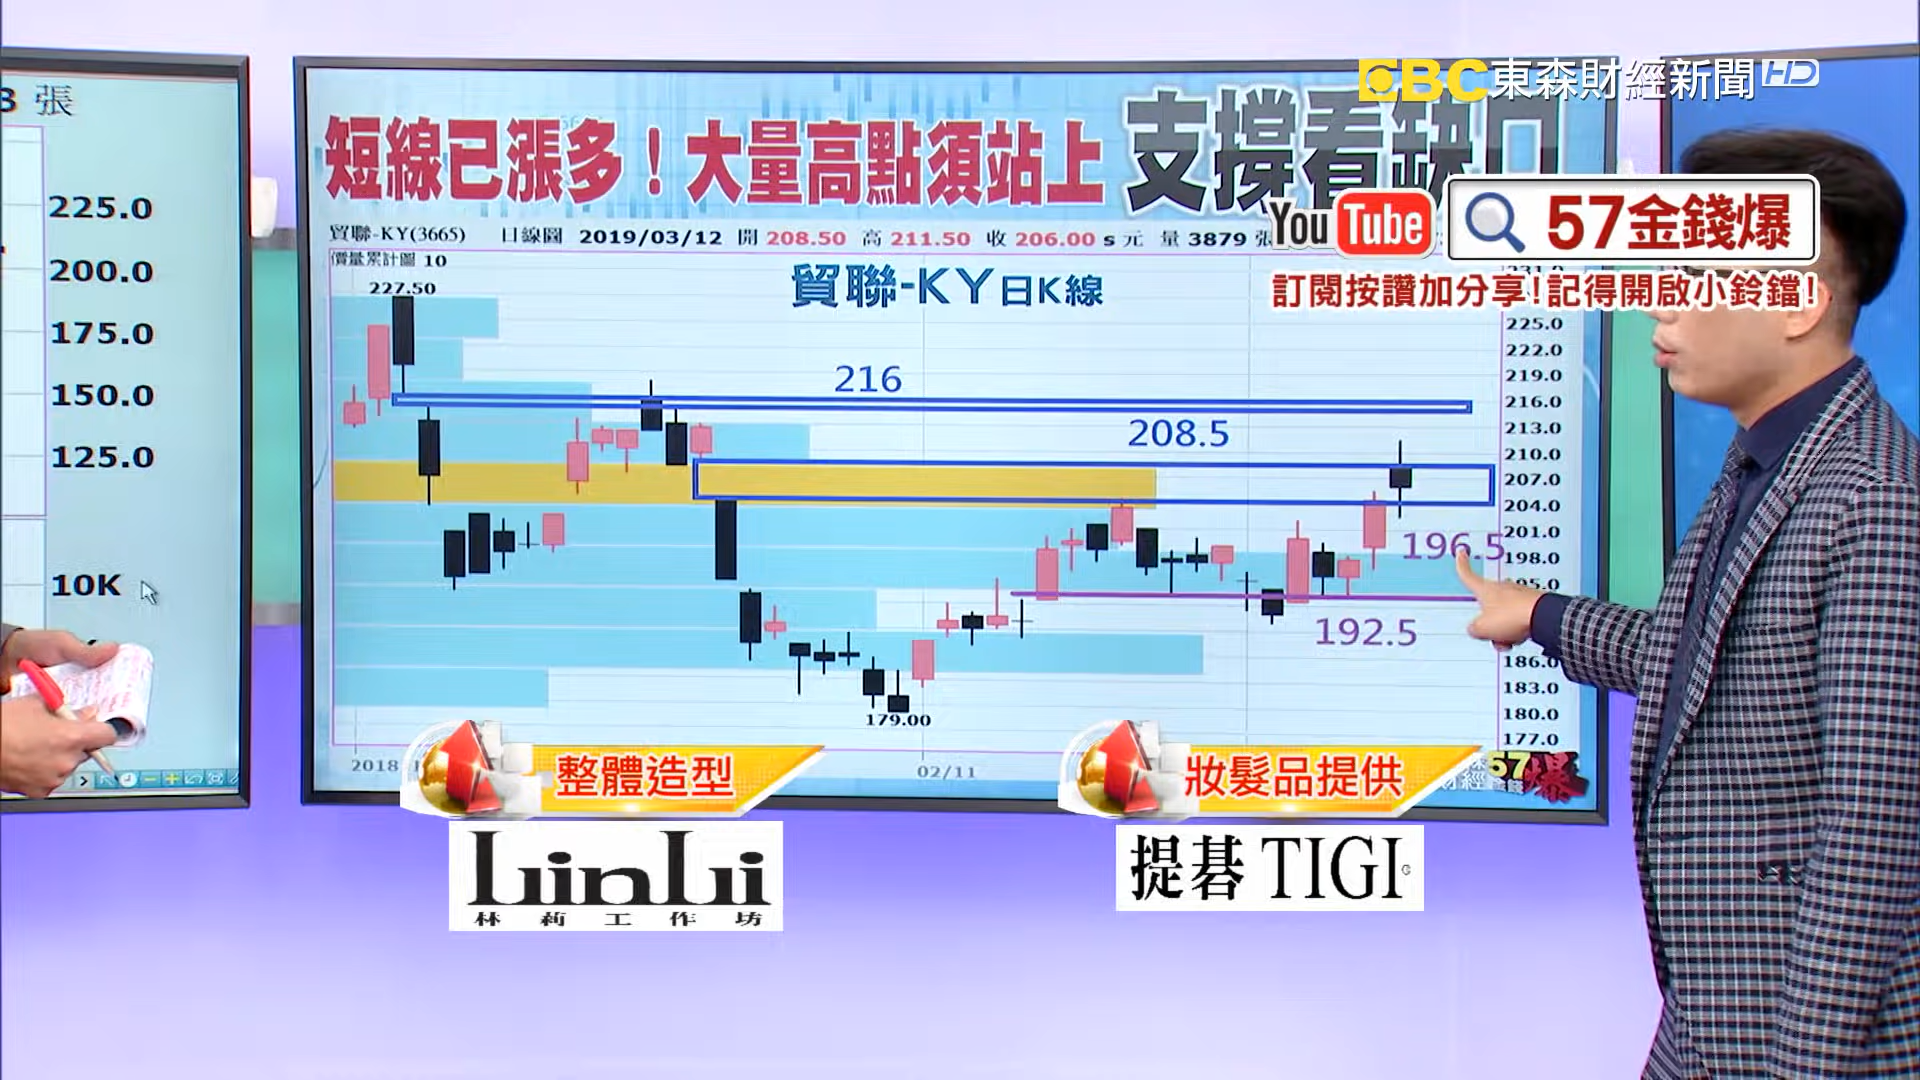 EBC 東森財經新聞 HD
短線已漲多！大量高點須站上 支撐看缺口
YouTube 57金錢爆
訂閱按讚加分享！記得開啟小鈴鐺！
張
225.0
200.0
175.0
150.0
125.0
10K
貿聯-KY(3665) 日線圖 2019/03/12 開 208.50 高 211.50 收 206.00 s 元 量 3879 張
價量累計圖 10
227.50
貿聯-KY日K線
216
208.5
196.5
192.5
179.00
225.0
222.0
219.0
216.0
213.0
210.0
207.0
204.0
201.0
198.0
186.0
183.0
180.0
177.0
2018
02/11
57
爆
整體造型
LinLi
林莉工作坊
妝髮品提供
提碁 TIGI